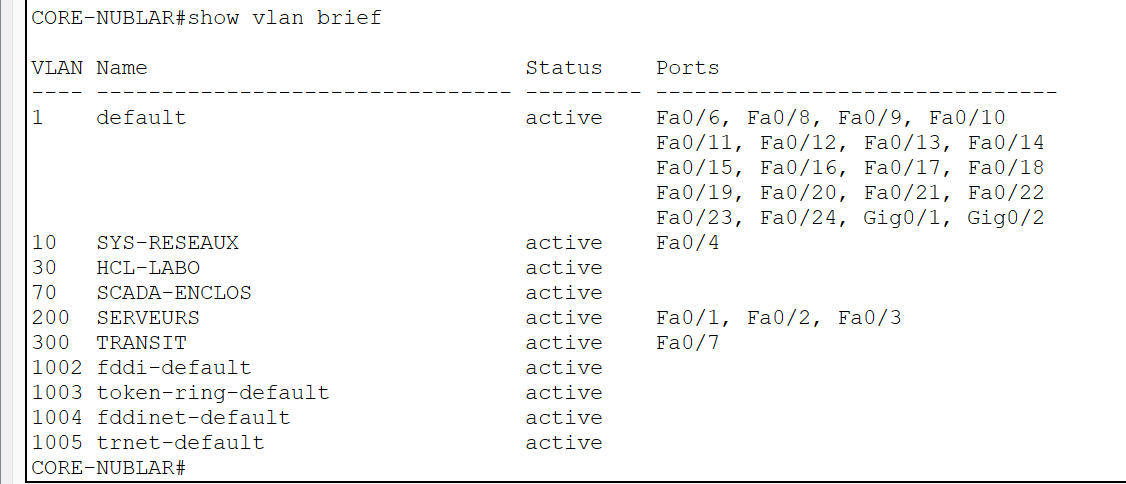 CORE-NUBLAR#show vlan brief
VLAN Name                             Status    Ports
---- -------------------------------- --------- -------------------------------
1    default                          active    Fa0/6, Fa0/8, Fa0/9, Fa0/10
                                                Fa0/11, Fa0/12, Fa0/13, Fa0/14
                                                Fa0/15, Fa0/16, Fa0/17, Fa0/18
                                                Fa0/19, Fa0/20, Fa0/21, Fa0/22
                                                Fa0/23, Fa0/24, Gig0/1, Gig0/2
10   SYS-RESEAUX                      active    Fa0/4
30   HCL-LABO                         active
70   SCADA-ENCLOS                     active
200  SERVEURS                         active    Fa0/1, Fa0/2, Fa0/3
300  TRANSIT                          active    Fa0/7
1002 fddi-default                     active
1003 token-ring-default               active
1004 fddinet-default                  active
1005 trnet-default                    active
CORE-NUBLAR#